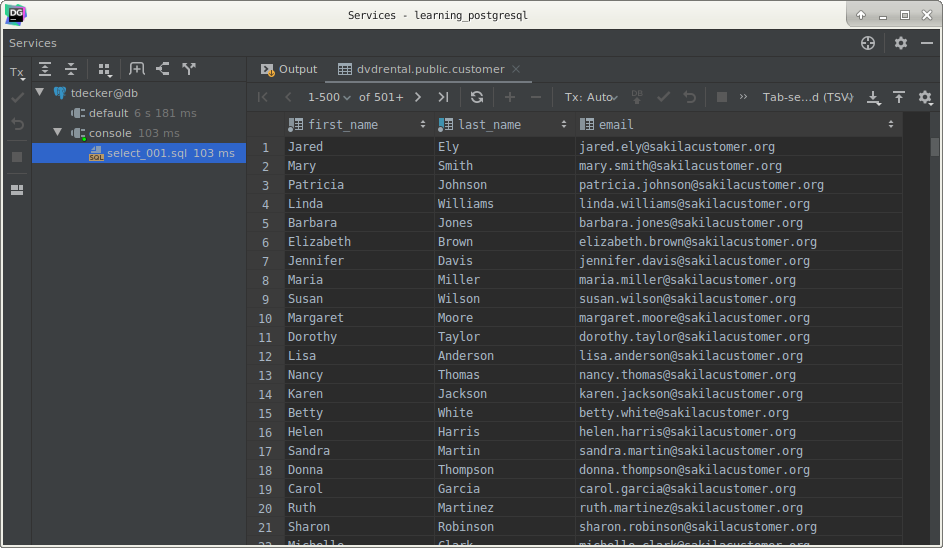 DG
Services - learning_postgresql
Services
Tx
tdecker@db
default 6 s 181 ms
console 103 ms
SQL select_001.sql 103 ms
Output dvdrental.public.customer
1-500 of 501+ DB Tx: Auto Tab-se...d (TSV)
first_name last_name email
1 Jared Ely jared.ely@sakilacustomer.org
2 Mary Smith mary.smith@sakilacustomer.org
3 Patricia Johnson patricia.johnson@sakilacustomer.org
4 Linda Williams linda.williams@sakilacustomer.org
5 Barbara Jones barbara.jones@sakilacustomer.org
6 Elizabeth Brown elizabeth.brown@sakilacustomer.org
7 Jennifer Davis jennifer.davis@sakilacustomer.org
8 Maria Miller maria.miller@sakilacustomer.org
9 Susan Wilson susan.wilson@sakilacustomer.org
10 Margaret Moore margaret.moore@sakilacustomer.org
11 Dorothy Taylor dorothy.taylor@sakilacustomer.org
12 Lisa Anderson lisa.anderson@sakilacustomer.org
13 Nancy Thomas nancy.thomas@sakilacustomer.org
14 Karen Jackson karen.jackson@sakilacustomer.org
15 Betty White betty.white@sakilacustomer.org
16 Helen Harris helen.harris@sakilacustomer.org
17 Sandra Martin sandra.martin@sakilacustomer.org
18 Donna Thompson donna.thompson@sakilacustomer.org
19 Carol Garcia carol.garcia@sakilacustomer.org
20 Ruth Martinez ruth.martinez@sakilacustomer.org
21 Sharon Robinson sharon.robinson@sakilacustomer.org
22 Michelle Clark michelle.clark@sakilacustomer.org